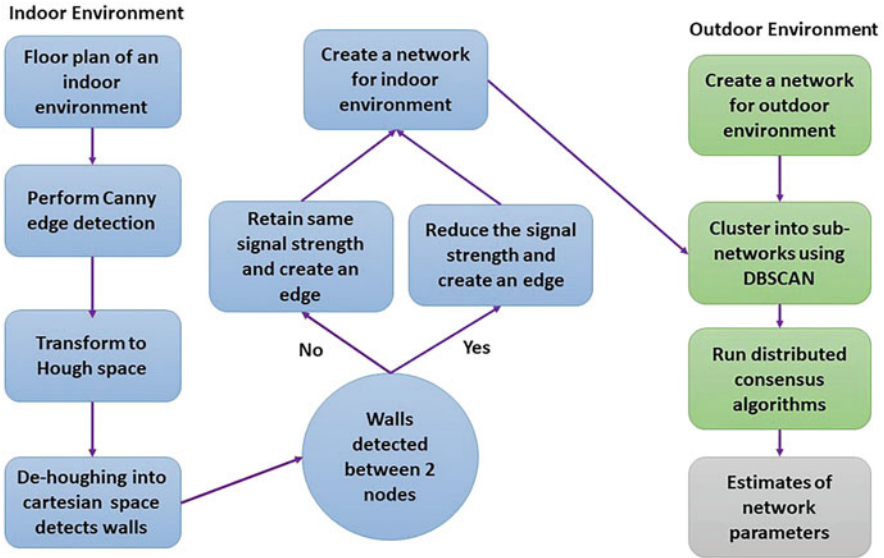 Indoor Environment
Floor plan of an
indoor
environment
Perform Canny
edge detection
Transform to
Hough space
De-houghing into
cartesian space
detects walls
Walls
detected
between 2
nodes
No
Yes
Retain same
signal strength
and create an
edge
Reduce the signal
strength and
create an edge
Create a network
for indoor
environment
Outdoor Environment
Create a network
for outdoor
environment
Cluster into sub-
networks using
DBSCAN
Run distributed
consensus
algorithms
Estimates of
network
parameters